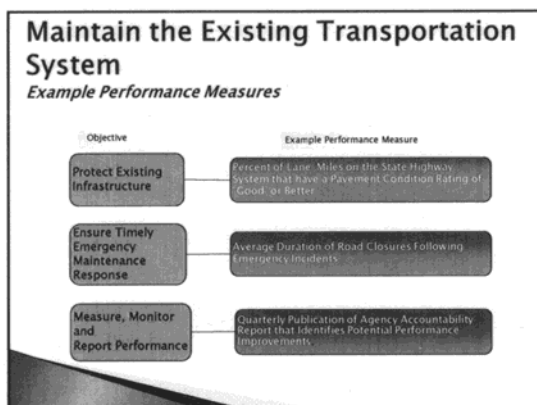 Maintain the Existing Transportation
System
Example Performance Measures
Objective
Example Performance Measure
Protect Existing
Infrastructure
Percent of Lane Miles on the State Highway
System that have a Pavement Condition Rating of
"Good" or Better
Ensure Timely
Emergency
Maintenance
Response
Average Duration of Road Closures Following
Emergency Incidents
Measure, Monitor
and
Report Performance
Quarterly Publication of Agency Accountability
Report that Identifies Potential Performance
Improvements